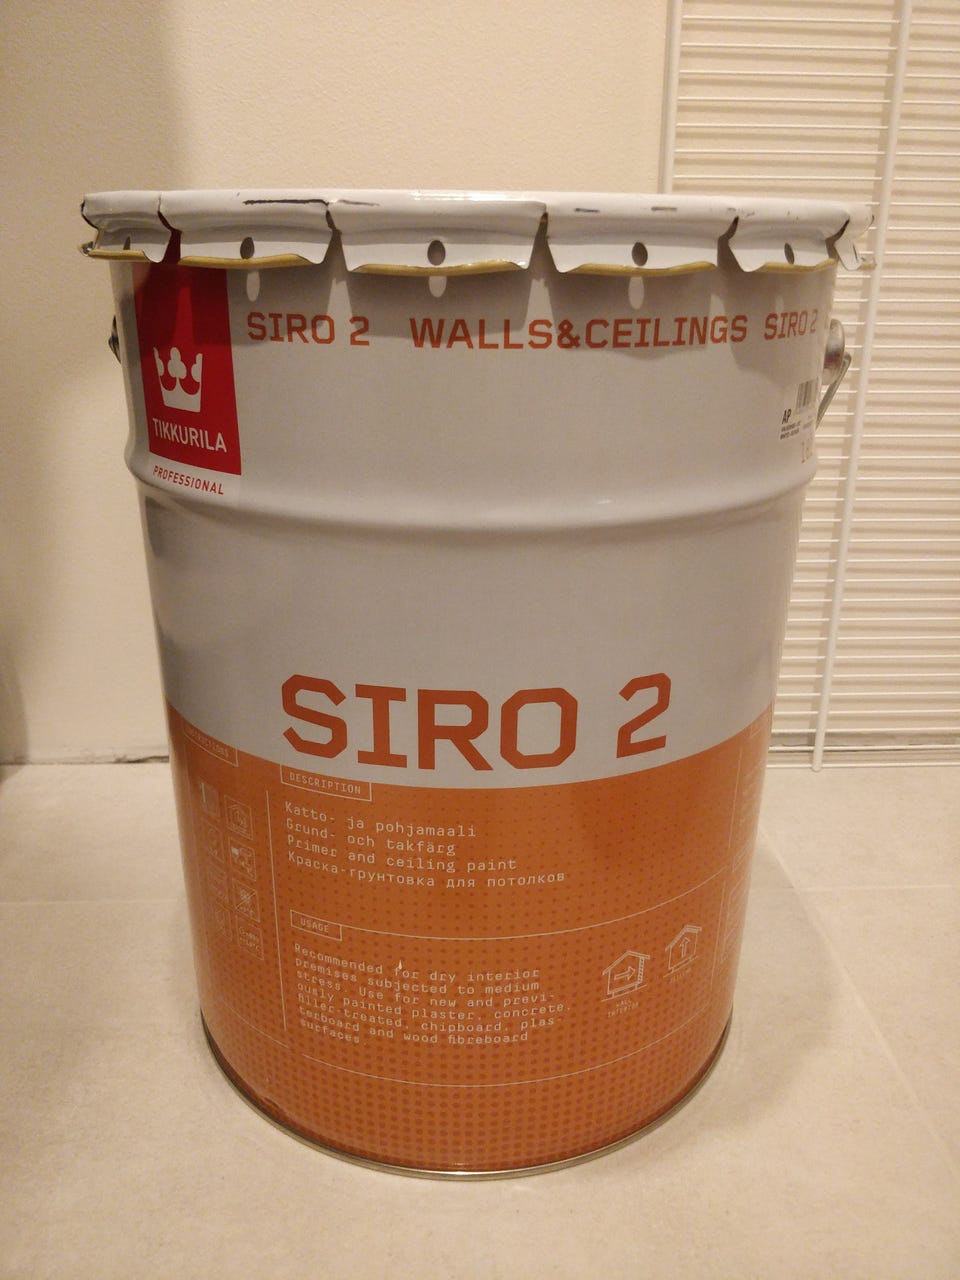 SIRO 2 WALLS&CEILINGS SIRO 2
TIKKURILA
PROFESSIONAL
AP
SIRO 2
DESCRIPTION
Katto- ja pohjamaali
Grund- och takfärg
Primer and ceiling paint
Краска-грунтовка для потолков
USAGE
Recommended for dry interior
premises subjected to medium
stress. Use for new and previ-
ously painted plaster, concrete,
filler-treated, chipboard, plas-
terboard and wood fibreboard
surfaces.
WALL
INTERIOR